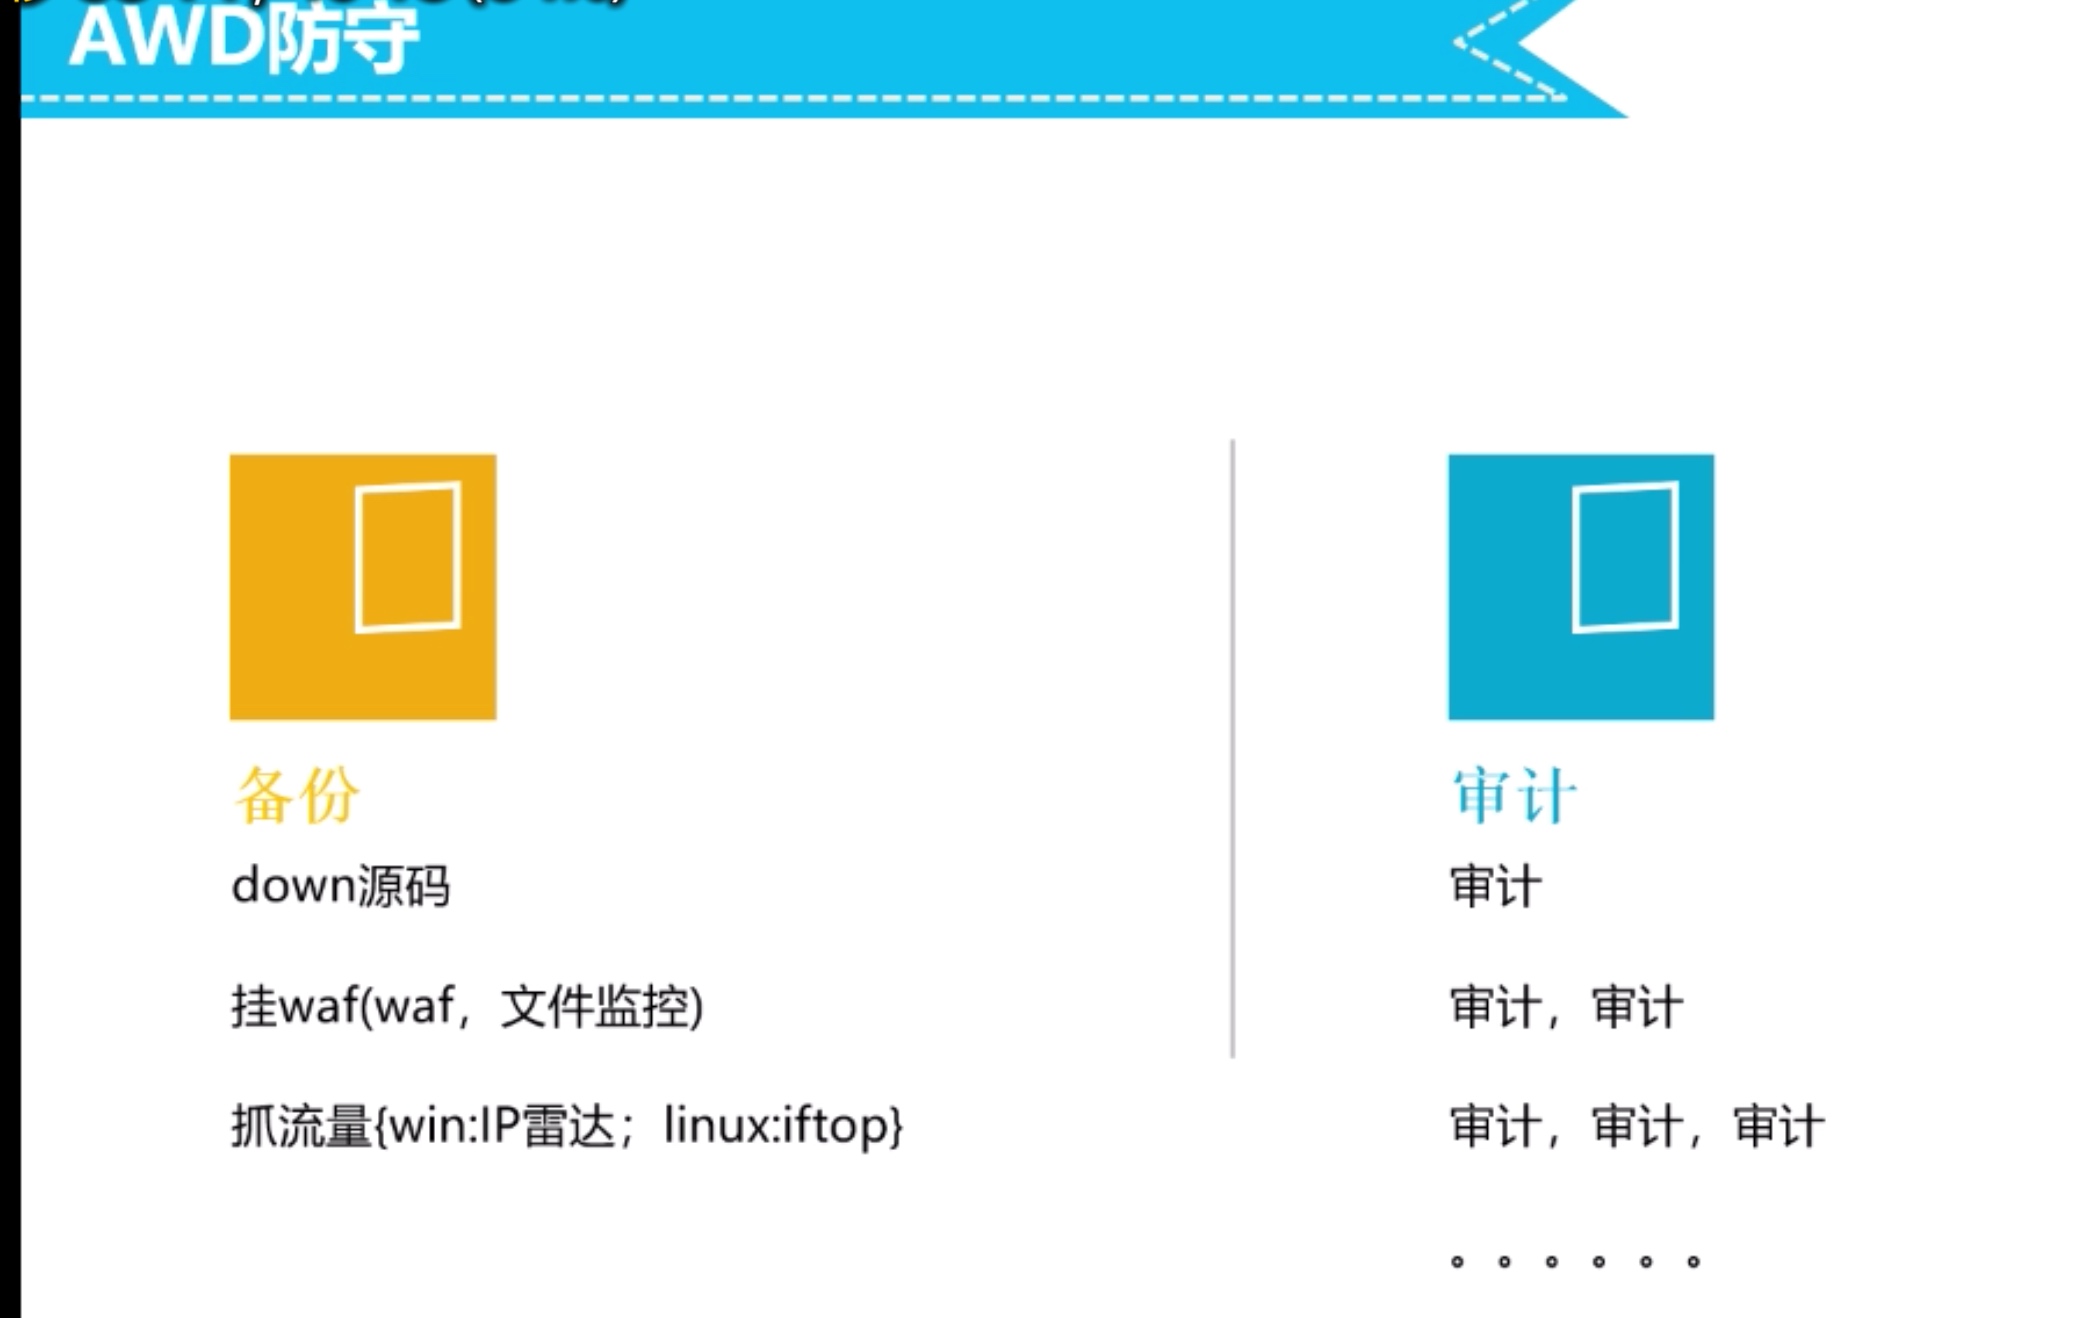 AWD防守
备份
down源码
挂waf(waf，文件监控)
抓流量{win:IP雷达；linux:iftop}
审计
审计
审计，审计
审计，审计，审计
。。。。。。